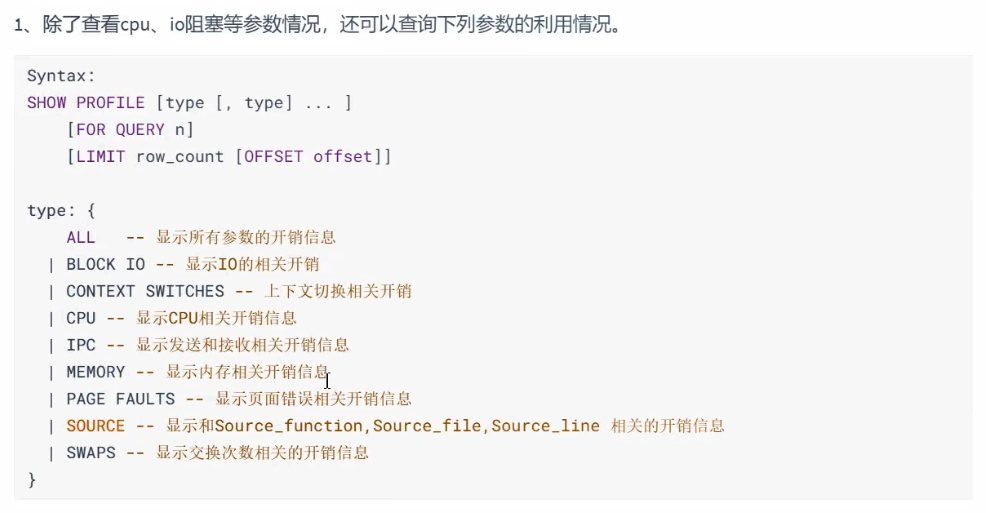 1、除了查看cpu、io阻塞等参数情况，还可以查询下列参数的利用情况。
Syntax:
SHOW PROFILE [type [, type] ... ]
    [FOR QUERY n]
    [LIMIT row_count [OFFSET offset]]
type: {
    ALL   -- 显示所有参数的开销信息
  | BLOCK IO -- 显示IO的相关开销
  | CONTEXT SWITCHES -- 上下文切换相关开销
  | CPU -- 显示CPU相关开销信息
  | IPC -- 显示发送和接收相关开销信息
  | MEMORY -- 显示内存相关开销信息
  | PAGE FAULTS -- 显示页面错误相关开销信息
  | SOURCE -- 显示和Source_function,Source_file,Source_line 相关的开销信息
  | SWAPS -- 显示交换次数相关的开销信息
}